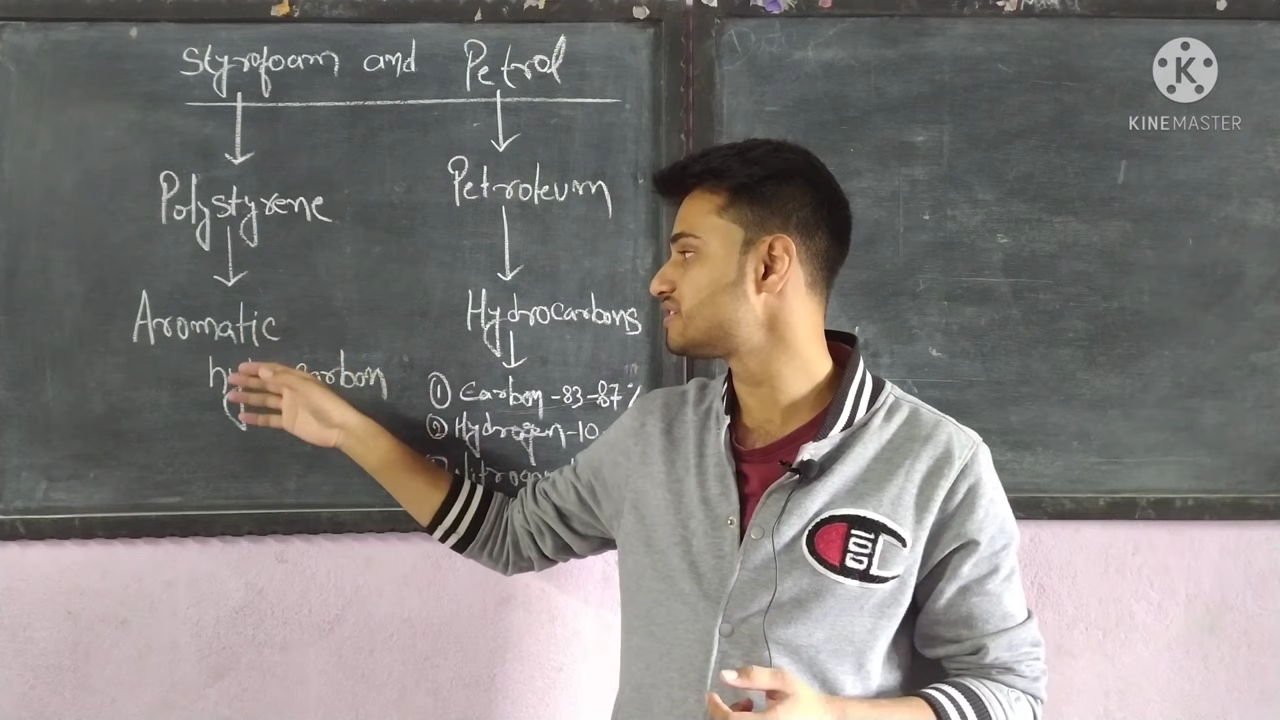 Styrofoam and Petrol
Polystyrene
Petroleum
Aromatic
Hydrocarbons
carbon
① Carbon -83-87%
② Hydrogen -10
KINEMASTER